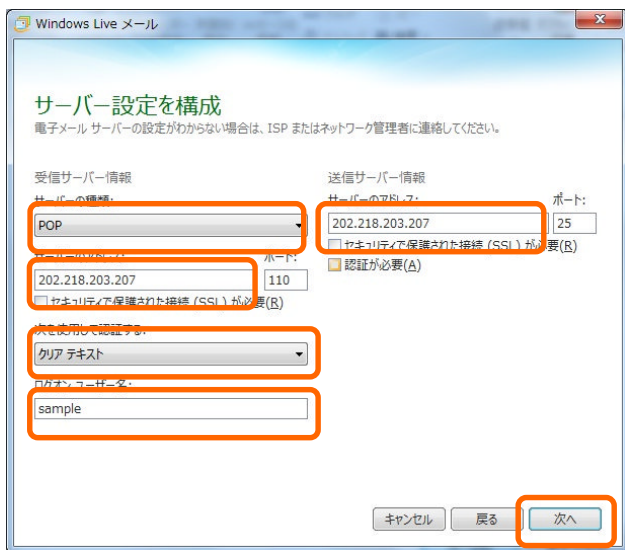 Windows Live メール
サーバー設定を構成
電子メール サーバーの設定がわからない場合は、ISP またはネットワーク管理者に連絡してください。
受信サーバー情報
サーバーの種類:
POP
サーバーのアドレス: ポート:
202.218.203.207 110
セキュリティで保護された接続 (SSL) が必要(R)
次を使用して認証する:
クリア テキスト
ログオン ユーザー名:
sample
送信サーバー情報
サーバーのアドレス: ポート:
202.218.203.207 25
セキュリティで保護された接続 (SSL) が必要(R)
認証が必要(A)
キャンセル 戻る 次へ